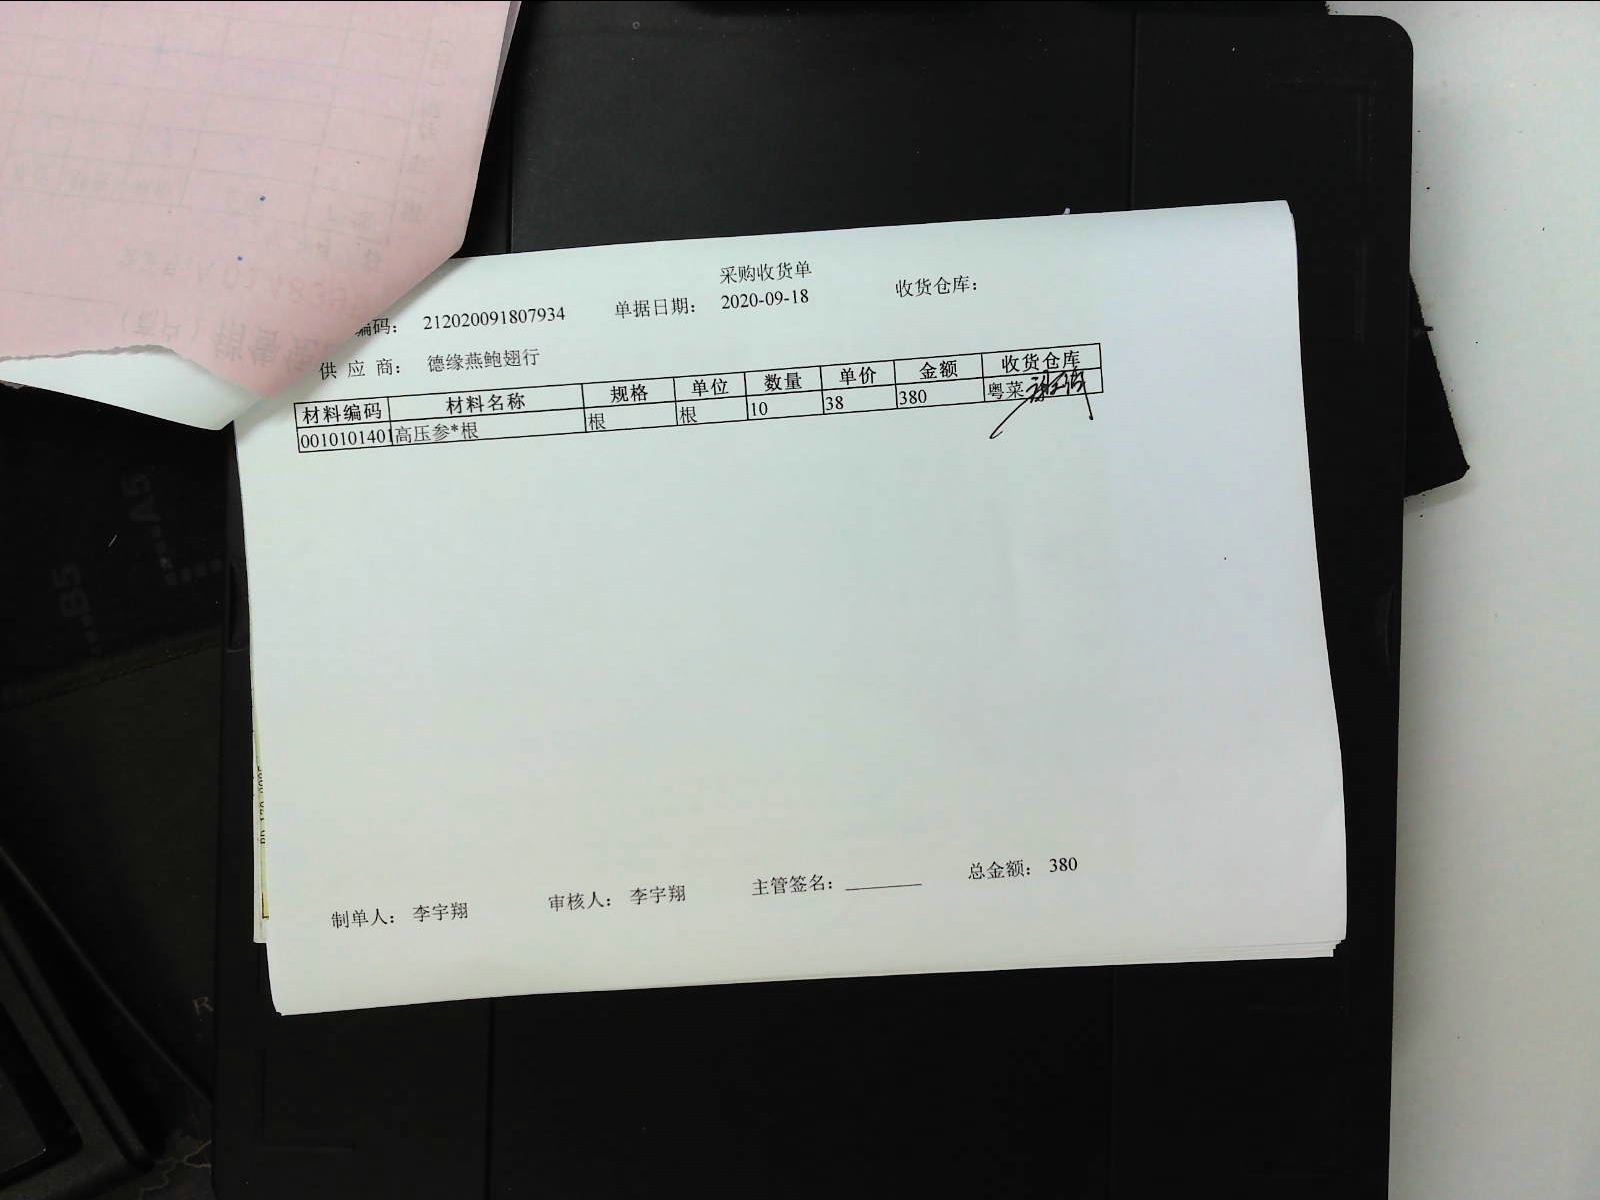 采购收货单
编码： 212020091807934 单据日期： 2020-09-18 收货仓库：
供 应 商： 德缘燕鲍翅行
材料编码 材料名称 规格 单位 数量 单价 金额 收货仓库
0010101401 高压参*根 根 根 10 38 380 粤菜
制单人： 李宇翔 审核人： 李宇翔 主管签名： 总金额： 380
B5
A5